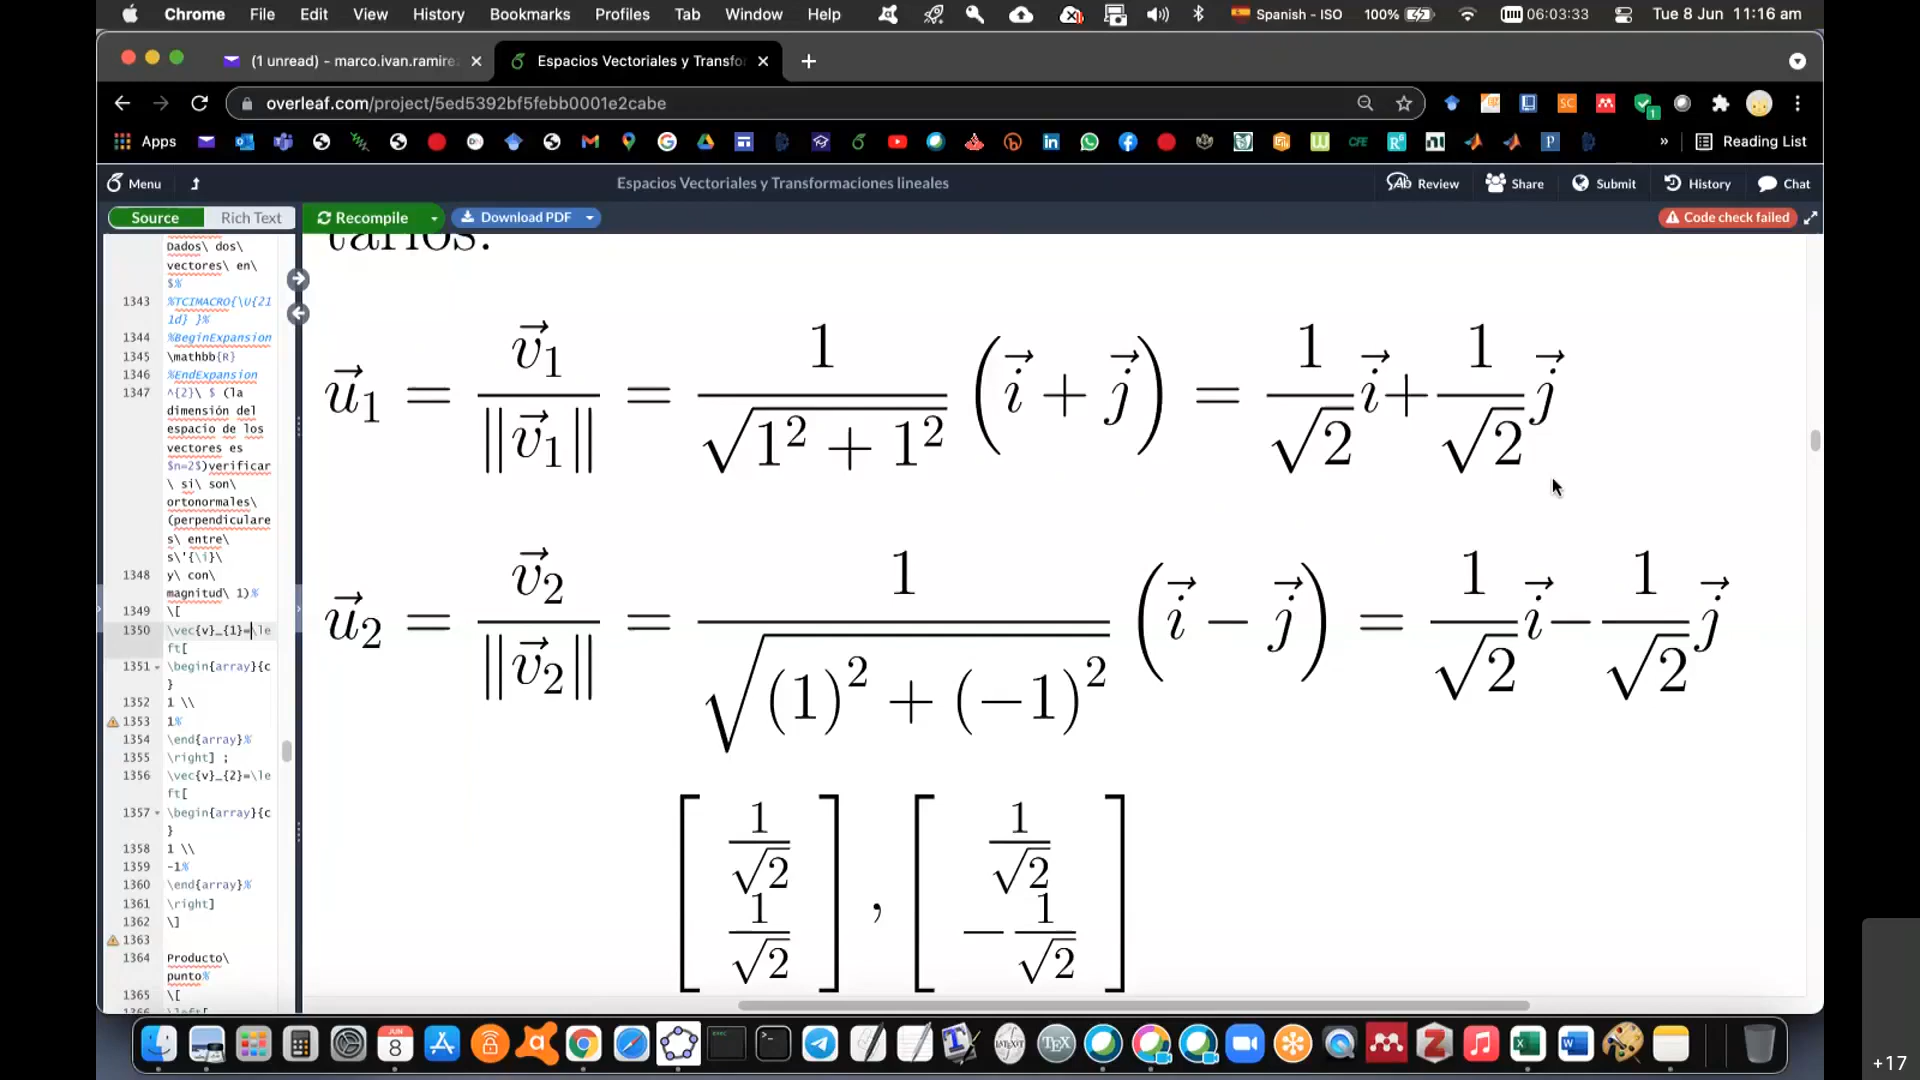 Chrome File Edit View History Bookmarks Profiles Tab Window Help Spanish - ISO 100% 06:03:33 Tue 8 Jun 11:16 am
(1 unread) - marco.ivan.ramire
Espacios Vectoriales y Transfo
overleaf.com/project/5ed5392bf5febb0001e2cabe
Apps Reading List
Menu Espacios Vectoriales y Transformaciones lineales Review Share Submit History Chat
Source Rich Text Recompile Download PDF Code check failed
Dados\ dos\
vectores\ en\
$%
1343 %TCIMACRO{\U{21
1d} }%
1344 %BeginExpansion
1345 \mathbb{R}
1346 %EndExpansion
1347 ^{2}\ $ (la
dimensión del
espacio de los
vectores es
$n=2$)verificar
\ si\ son\
ortonormales\
(perpendiculare
s\ entre\
s\'{\i}\
1348 y\ con\
magnitud\ 1)%
1349 \[
1350 \vec{v}_{1}=\le
ft[
1351 \begin{array}{c
}
1352 1 \\
1353 1%
1354 \end{array}%
1355 \right] ;
1356 \vec{v}_{2}=\le
ft[
1357 \begin{array}{c
}
1358 1 \\
1359 -1%
1360 \end{array}%
1361 \right]
1362 \]
1363
1364 Producto\
punto%
1365 \[
tarios.
u⃗₁ = v⃗₁/‖v⃗₁‖ = 1/√(1² + 1²) (i⃗ + j⃗) = 1/√2 i⃗ + 1/√2 j⃗
u⃗₂ = v⃗₂/‖v⃗₂‖ = 1/√((1)² + (−1)²) (i⃗ − j⃗) = 1/√2 i⃗ − 1/√2 j⃗
[ 1/√2 ] , [ 1/√2 ]
[ 1/√2 ] [ −1/√2 ]
+17